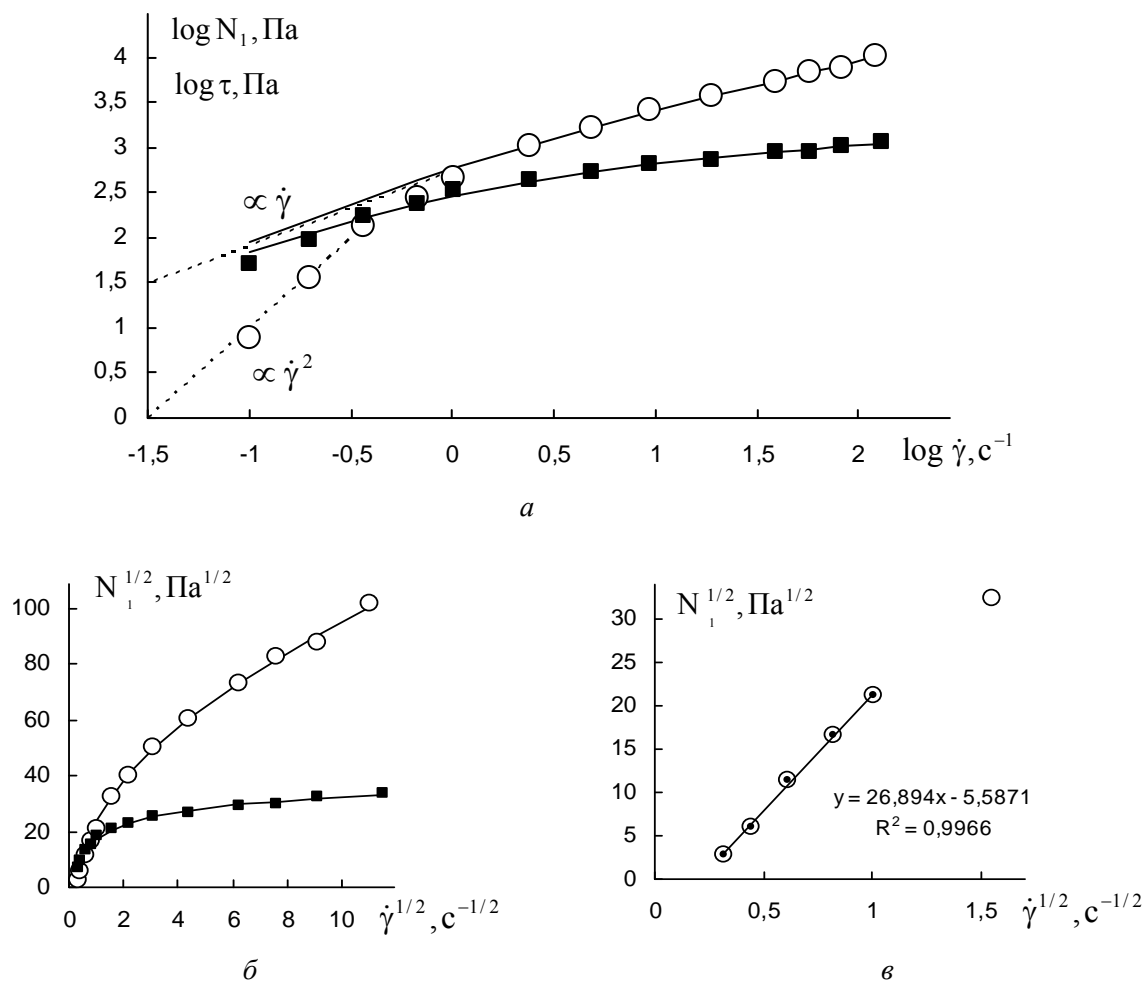 log N₁, Па
log τ, Па
4
3,5
3
2,5
2
1,5
1
0,5
0
∝ γ̇
∝ γ̇²
-1,5 -1 -0,5 0 0,5 1 1,5 2 log γ̇, с⁻¹
а
N₁^{1/2}, Па^{1/2}
100
80
60
40
20
0
0 2 4 6 8 10 γ̇^{1/2}, с^{-1/2}
б
N₁^{1/2}, Па^{1/2}
30
25
20
15
10
5
0
y = 26,894x - 5,5871
R² = 0,9966
0 0,5 1 1,5 γ̇^{1/2}, с^{-1/2}
в